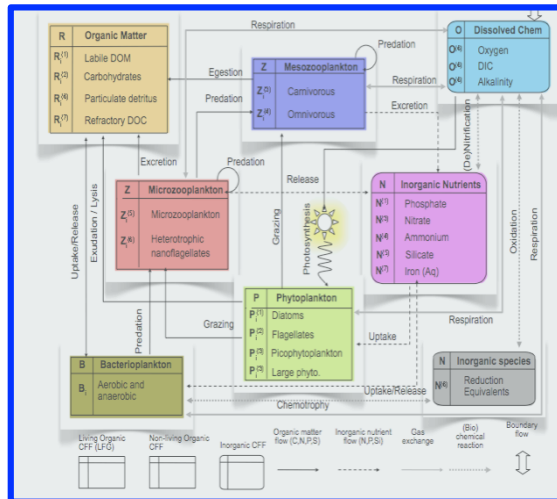 R Organic Matter
R i (1) Labile DOM
R i (2) Carbohydrates
R i (6) Particulate detritus
R i (7) Refractory DOC
Respiration
Predation
O Dissolved Chem
O(6) Oxygen
O(6) DIC
O(6) Alkalinity
Z Mesozooplankton
Z i (3) Carnivorous
Z i (4) Omnivorous
Egestion
Predation
Respiration
Excretion
Excretion
Predation
Z Microzooplankton
Z i (5) Microzooplankton
Z i (6) Heterotrophic
nanoflagellates
Release
(De)Nitrification
N Inorganic Nutrients
N(1) Phosphate
N(3) Nitrate
N(4) Ammonium
N(5) Silicate
N(7) Iron (Aq)
Uptake/Release
Exudation / Lysis
Grazing
Photosynthesis
Oxidation
Respiration
P Phytoplankton
P i (1) Diatoms
P i (2) Flagellates
P i (3) Picophytoplankton
P i (3) Large phyto.
Predation
Grazing
Uptake
Respiration
B Bacterioplankton
B i Aerobic and
anaerobic
Uptake/Release
Chemotrophy
N Inorganic species
N(6) Reduction
Equivalents
Living Organic
CFF (LFG)
Non-living Organic
CFF
Inorganic CFF
Organic matter
flow (C,N,P,S)
Inorganic nutrient
flow (N,P,Si)
Gas
exchange
(Bio)
chemical
reaction
Boundary
flow